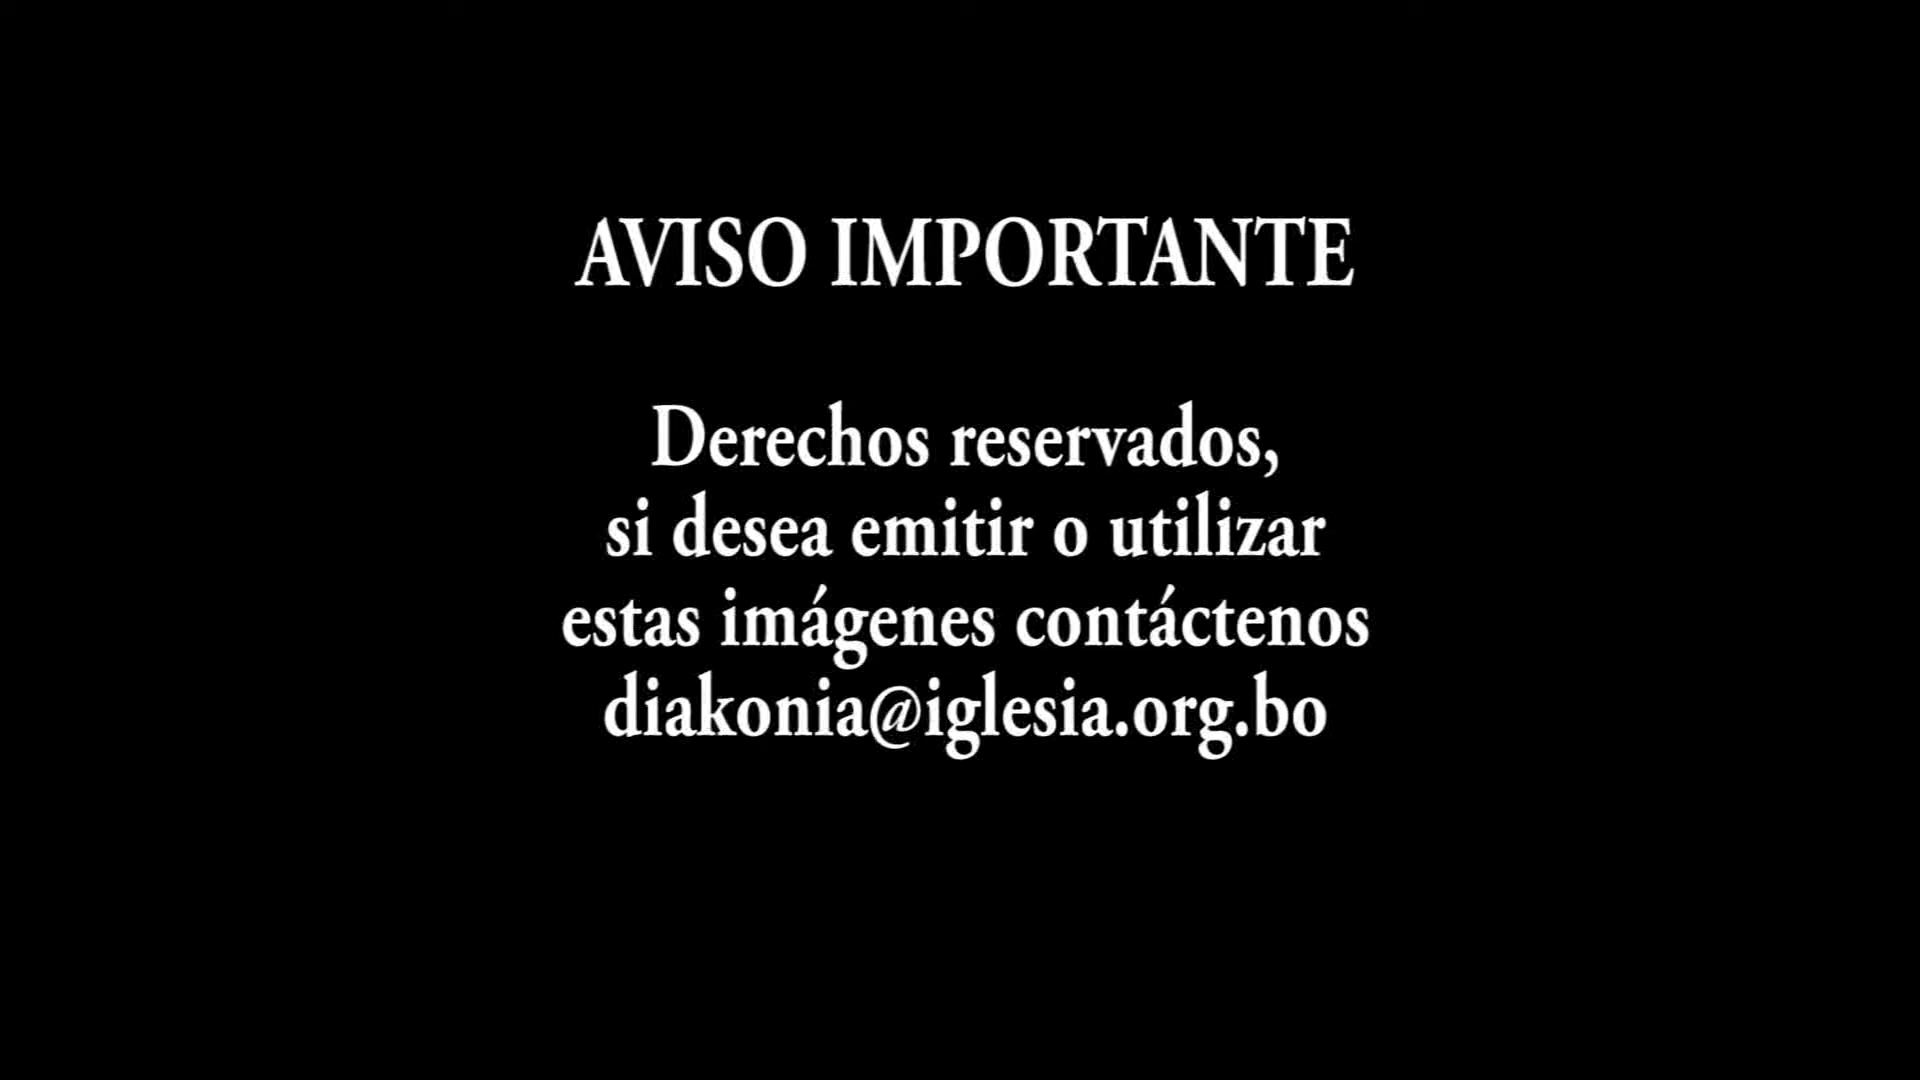 AVISO IMPORTANTE
Derechos reservados,
si desea emitir o utilizar
estas imágenes contáctenos
diakonia@iglesia.org.bo